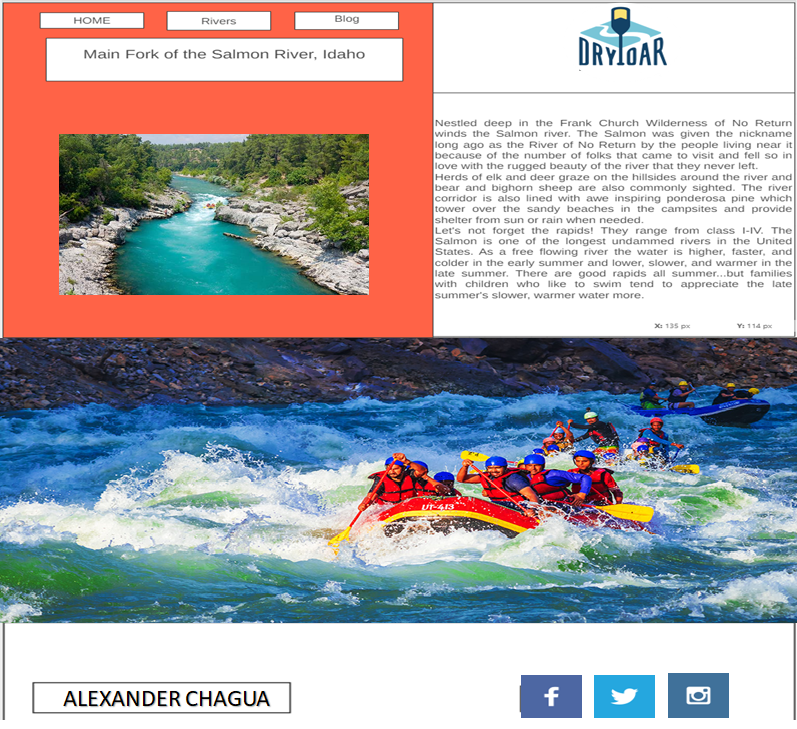 HOME
Rivers
Blog
DRYOAR
Main Fork of the Salmon River, Idaho
Nestled deep in the Frank Church Wilderness of No Return
winds the Salmon river. The Salmon was given the nickname
long ago as the River of No Return by the people living near it
because of the number of folks that came to visit and fell so in
love with the rugged beauty of the river that they never left.
Herds of elk and deer graze on the hillsides around the river and
bear and bighorn sheep are also commonly sighted. The river
corridor is also lined with awe inspiring ponderosa pine which
tower over the sandy beaches in the campsites and provide
shelter from sun or rain when needed.
Let's not forget the rapids! They range from class I-IV. The
Salmon is one of the longest undammed rivers in the United
States. As a free flowing river the water is higher, faster, and
colder in the early summer and lower, slower, and warmer in the
late summer. There are good rapids all summer...but families
with children who like to swim tend to appreciate the late
summer's slower, warmer water more.
X: 135 px
Y: 114 px
UT-413
ALEXANDER CHAGUA